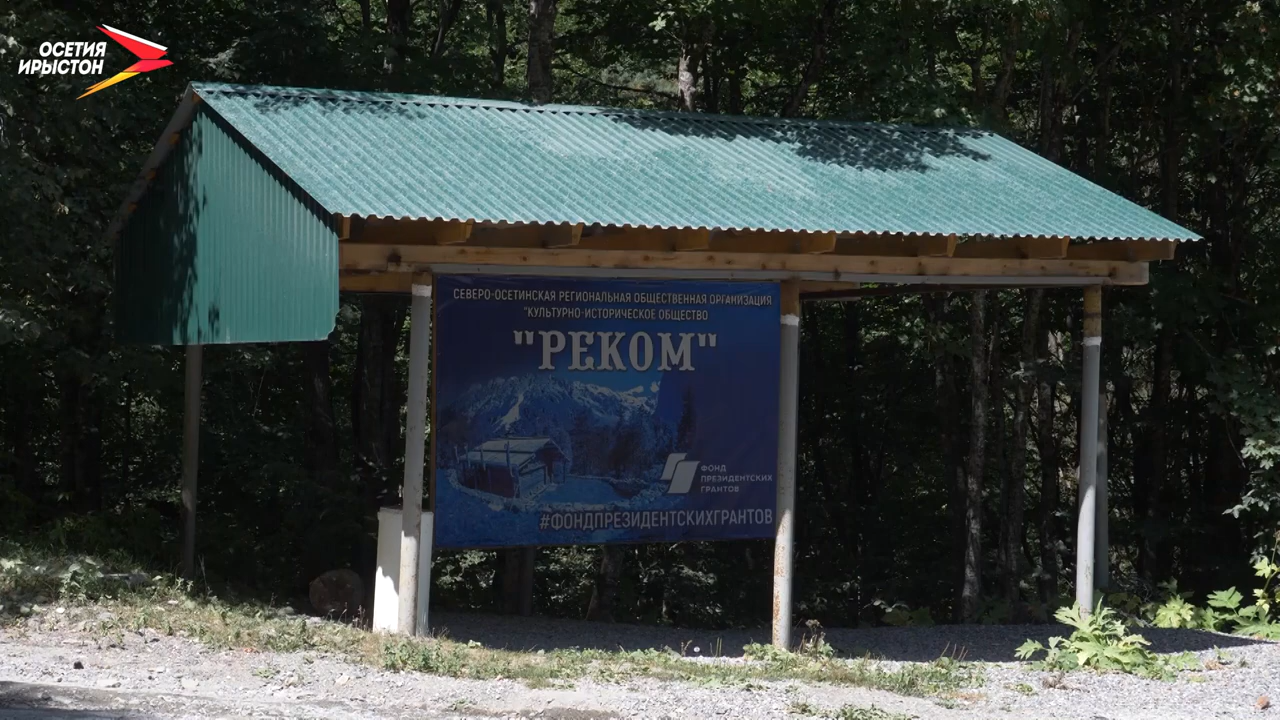 ОСЕТИЯ
ИРЫСТОН
СЕВЕРО-ОСЕТИНСКАЯ РЕГИОНАЛЬНАЯ ОБЩЕСТВЕННАЯ ОРГАНИЗАЦИЯ
"КУЛЬТУРНО-ИСТОРИЧЕСКОЕ ОБЩЕСТВО
"РЕКОМ"
ФОНД
ПРЕЗИДЕНТСКИХ
ГРАНТОВ
#ФОНДПРЕЗИДЕНТСКИХГРАНТОВ